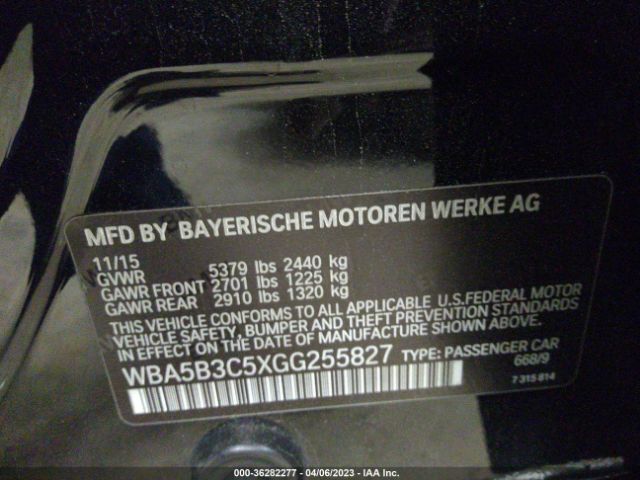 MFD BY BAYERISCHE MOTOREN WERKE AG
11/15
GVWR 5379 lbs 2440 kg
GAWR FRONT 2701 lbs 1225 kg
GAWR REAR 2910 lbs 1320 kg
THIS VEHICLE CONFORMS TO ALL APPLICABLE U.S.FEDERAL MOTOR
VEHICLE SAFETY, BUMPER AND THEFT PREVENTION STANDARDS
IN EFFECT ON THE DATE OF MANUFACTURE SHOWN ABOVE.
WBA5B3C5XGG255827 TYPE: PASSENGER CAR
668/9
7 315 814
000-36282277 - 04/06/2023 - IAA Inc.